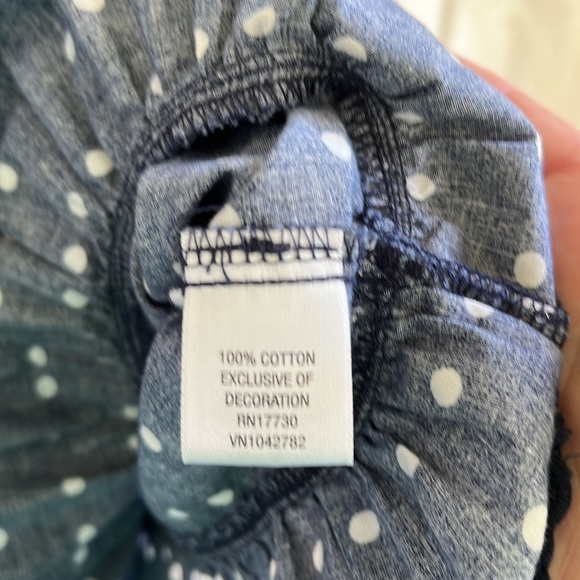 100% COTTON
EXCLUSIVE OF
DECORATION
RN17730
VN1042782